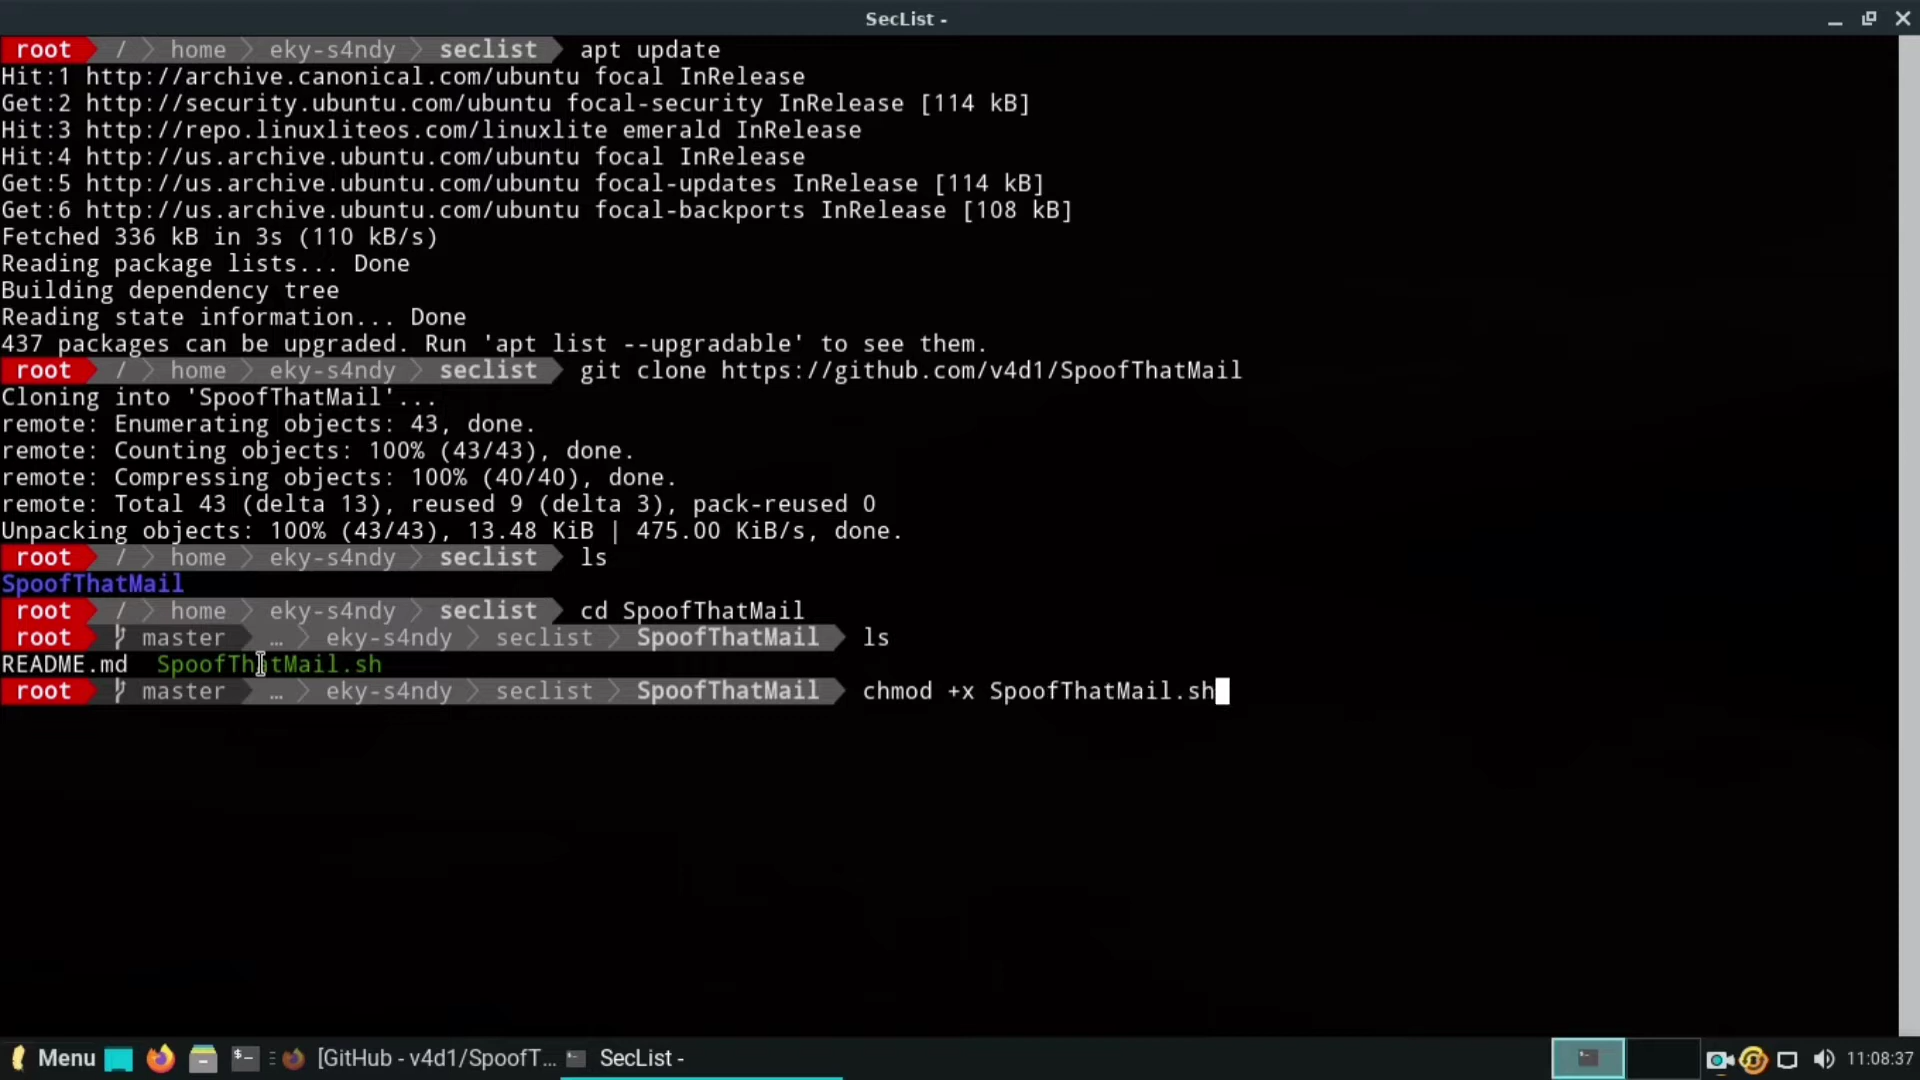 SecList -
root / home eky-s4ndy seclist apt update
Hit:1 http://archive.canonical.com/ubuntu focal InRelease
Get:2 http://security.ubuntu.com/ubuntu focal-security InRelease [114 kB]
Hit:3 http://repo.linuxliteos.com/linuxlite emerald InRelease
Hit:4 http://us.archive.ubuntu.com/ubuntu focal InRelease
Get:5 http://us.archive.ubuntu.com/ubuntu focal-updates InRelease [114 kB]
Get:6 http://us.archive.ubuntu.com/ubuntu focal-backports InRelease [108 kB]
Fetched 336 kB in 3s (110 kB/s)
Reading package lists... Done
Building dependency tree
Reading state information... Done
437 packages can be upgraded. Run 'apt list --upgradable' to see them.
root / home eky-s4ndy seclist git clone https://github.com/v4d1/SpoofThatMail
Cloning into 'SpoofThatMail'...
remote: Enumerating objects: 43, done.
remote: Counting objects: 100% (43/43), done.
remote: Compressing objects: 100% (40/40), done.
remote: Total 43 (delta 13), reused 9 (delta 3), pack-reused 0
Unpacking objects: 100% (43/43), 13.48 KiB | 475.00 KiB/s, done.
root / home eky-s4ndy seclist ls
SpoofThatMail
root / home eky-s4ndy seclist cd SpoofThatMail
root master … eky-s4ndy seclist SpoofThatMail ls
README.md SpoofThatMail.sh
root master … eky-s4ndy seclist SpoofThatMail chmod +x SpoofThatMail.sh
Menu [GitHub - v4d1/SpoofT... SecList - 11:08:37